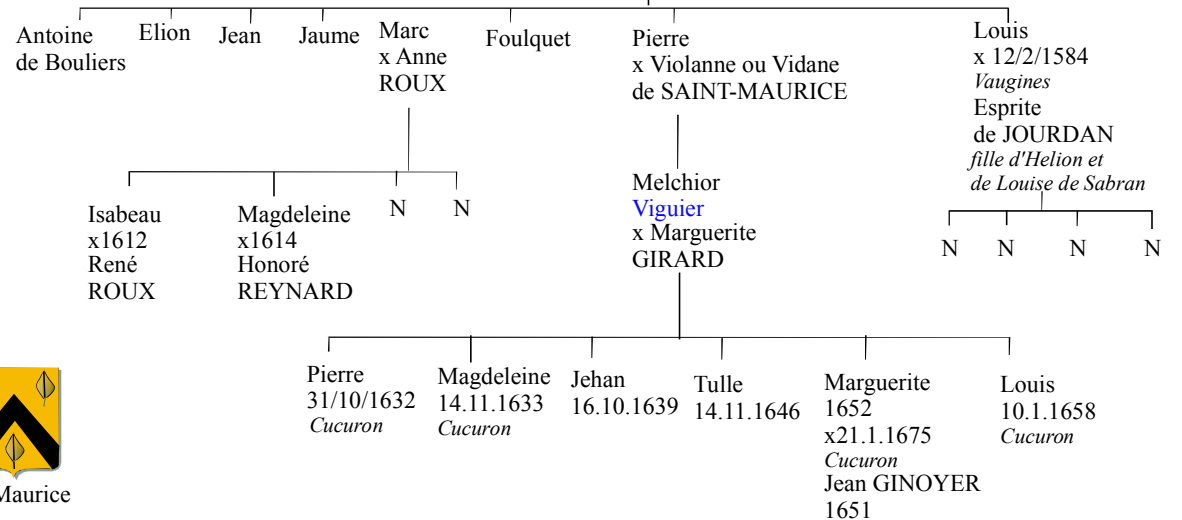 Antoine
de Bouliers
Elion
Jean
Jaume
Marc
x Anne
ROUX
Foulquet
Pierre
x Violanne ou Vidane
de SAINT-MAURICE
Louis
x 12/2/1584
Vaugines
Esprite
de JOURDAN
fille d'Helion et
de Louise de Sabran
Isabeau
x1612
René
ROUX
Magdeleine
x1614
Honoré
REYNARD
N
N
Melchior
Viguier
x Marguerite
GIRARD
N
N
N
N
Pierre
31/10/1632
Cucuron
Magdeleine
14.11.1633
Cucuron
Jehan
16.10.1639
Tulle
14.11.1646
Marguerite
1652
x21.1.1675
Cucuron
Jean GINOYER
1651
Louis
10.1.1658
Cucuron
Maurice